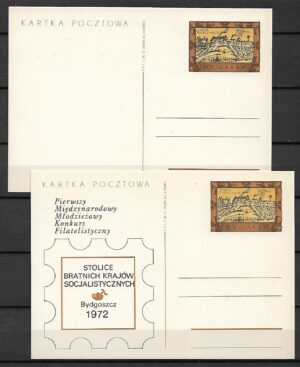 KARTKA POCZTOWA
KARTKA POCZTOWA
Pierwszy
Międzynarodowy
Młodzieżowy
Konkurs
Filatelistyczny
STOLICE
BRATNICH KRAJÓW
SOCJALISTYCZNYCH
Bydgoszcz
1972